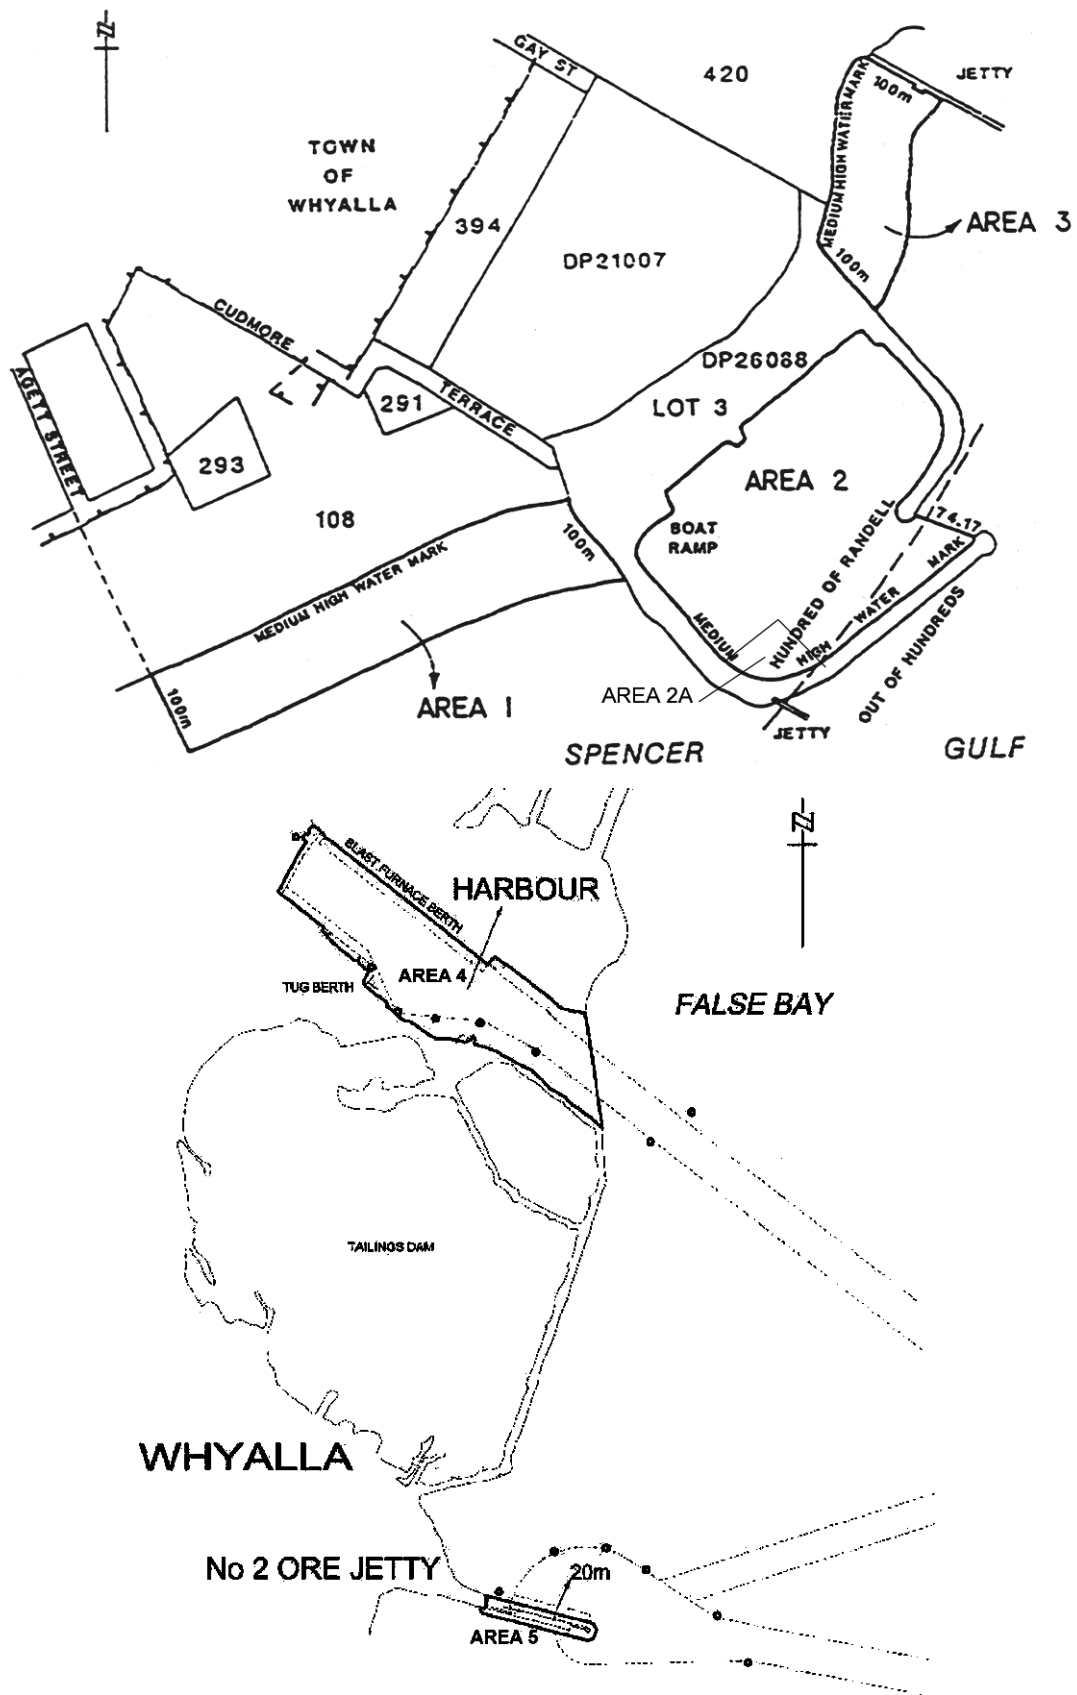 N
GAY ST
420
JETTY
100m
MEDIUM HIGH WATER MARK
TOWN
OF
WHYALLA
394
AREA 3
DP21007
100m
CUDMORE
DP26088
AGETT STREET
291
TERRACE
LOT 3
293
AREA 2
108
BOAT
RAMP
174.17
100m
HUNDRED OF RANDELL
MEDIUM HIGH WATER MARK
MEDIUM HIGH WATER MARK
OUT OF HUNDREDS
100m
AREA 2A
AREA 1
JETTY
SPENCER GULF
N
BLAST FURNACE BERTH
HARBOUR
AREA 4
TUG BERTH
FALSE BAY
TAILINGS DAM
WHYALLA
No 2 ORE JETTY
20m
AREA 5